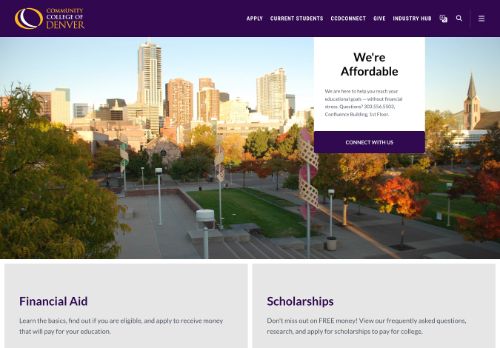 COMMUNITY
COLLEGE OF
DENVER
APPLY CURRENT STUDENTS CCDCONNECT GIVE INDUSTRY HUB
We're
Affordable
We are here to help you reach your
educational goals — without financial
stress. Questions? 303.556.5503,
Confluence Building, 1st Floor.
CONNECT WITH US
Financial Aid
Learn the basics, find out if you are eligible, and apply to receive money
that will pay for your education.
Scholarships
Don't miss out on FREE money! View our frequently asked questions,
research, and apply for scholarships to pay for college.